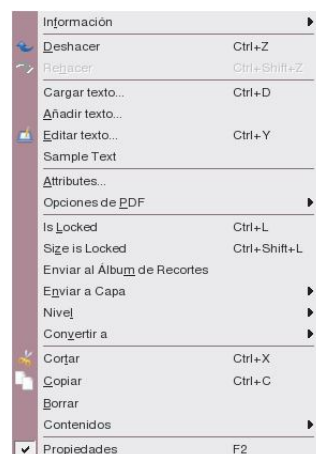 Información
Deshacer Ctrl+Z
Rehacer Ctrl+Shift+Z
Cargar texto... Ctrl+D
Añadir texto...
Editar texto... Ctrl+Y
Sample Text
Attributes...
Opciones de PDF
Is Locked Ctrl+L
Size is Locked Ctrl+Shift+L
Enviar al Álbum de Recortes
Enviar a Capa
Nivel
Convertir a
Cortar Ctrl+X
Copiar Ctrl+C
Borrar
Contenidos
Propiedades F2